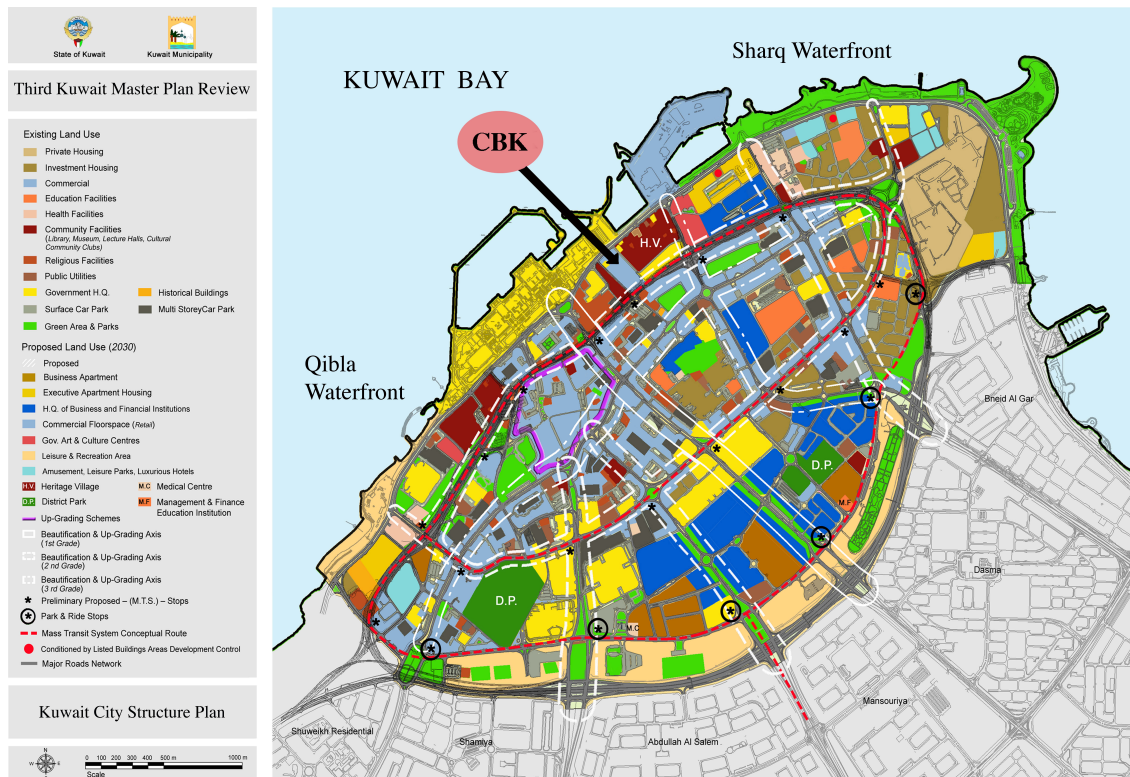 State of Kuwait
Kuwait Municipality
Third Kuwait Master Plan Review
Existing Land Use
Private Housing
Investment Housing
Commercial
Education Facilities
Health Facilities
Community Facilities
(Library, Museum, Lecture Halls, Cultural
Community Clubs)
Religious Facilities
Public Utilities
Government H.Q.
Historical Buildings
Surface Car Park
Multi StoreyCar Park
Green Area & Parks
Proposed Land Use (2030)
Proposed
Business Apartment
Executive Apartment Housing
H.Q. of Business and Financial Institutions
Commercial Floorspace (Retail)
Gov. Art & Culture Centres
Leisure & Recreation Area
Amusement, Leisure Parks, Luxurious Hotels
H.V. Heritage Village
M.C Medical Centre
D.P. District Park
M.F Management & Finance
Education Institution
Up-Grading Schemes
Beautification & Up-Grading Axis
(1st Grade)
Beautification & Up-Grading Axis
(2 nd Grade)
Beautification & Up-Grading Axis
(3 rd Grade)
Preliminary Proposed – (M.T.S.) – Stops
Park & Ride Stops
Mass Transit System Conceptual Route
Conditioned by Listed Buildings Areas Development Control
Major Roads Network
Kuwait City Structure Plan
N
W E
S
0 100 200 300 400 500 m 1000 m
Scale
Sharq Waterfront
KUWAIT BAY
CBK
H.V.
D.P.
Qibla
Waterfront
Bneid Al Gar
D.P.
M.F
Dasma
D.P.
M.C
Mansouriya
Shuweikh Residential
Shamiya
Abdullah Al Salem